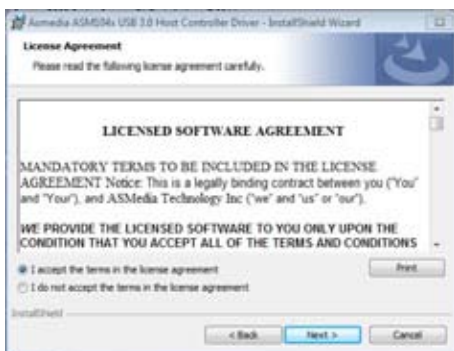 Asmedia ASM104x USB 3.0 Host Controller Driver - InstallShield Wizard
License Agreement
Please read the following license agreement carefully.
LICENSED SOFTWARE AGREEMENT
MANDATORY TERMS TO BE INCLUDED IN THE LICENSE
AGREEMENT Notice: This is a legally binding contract between you ("You"
and "Your"), and ASMedia Technology Inc ("we" and "us" or "our").
WE PROVIDE THE LICENSED SOFTWARE TO YOU ONLY UPON THE
CONDITION THAT YOU ACCEPT ALL OF THE TERMS AND CONDITIONS
I accept the terms in the license agreement
Print
I do not accept the terms in the license agreement
InstallShield
< Back
Next >
Cancel